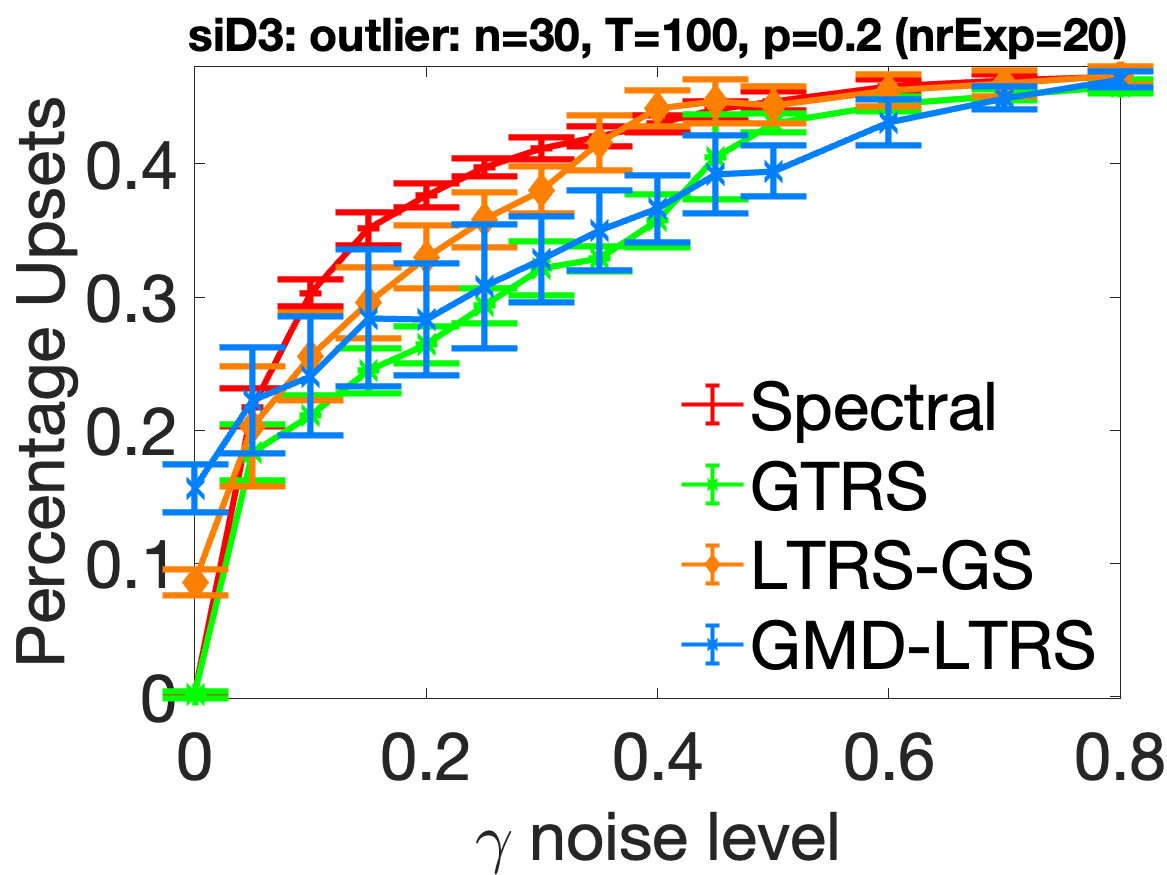 siD3: outlier: n=30, T=100, p=0.2 (nrExp=20)
Percentage Upsets
0.4
0.3
0.2
0.1
0
Spectral
GTRS
LTRS-GS
GMD-LTRS
0 0.2 0.4 0.6 0.8
γ noise level